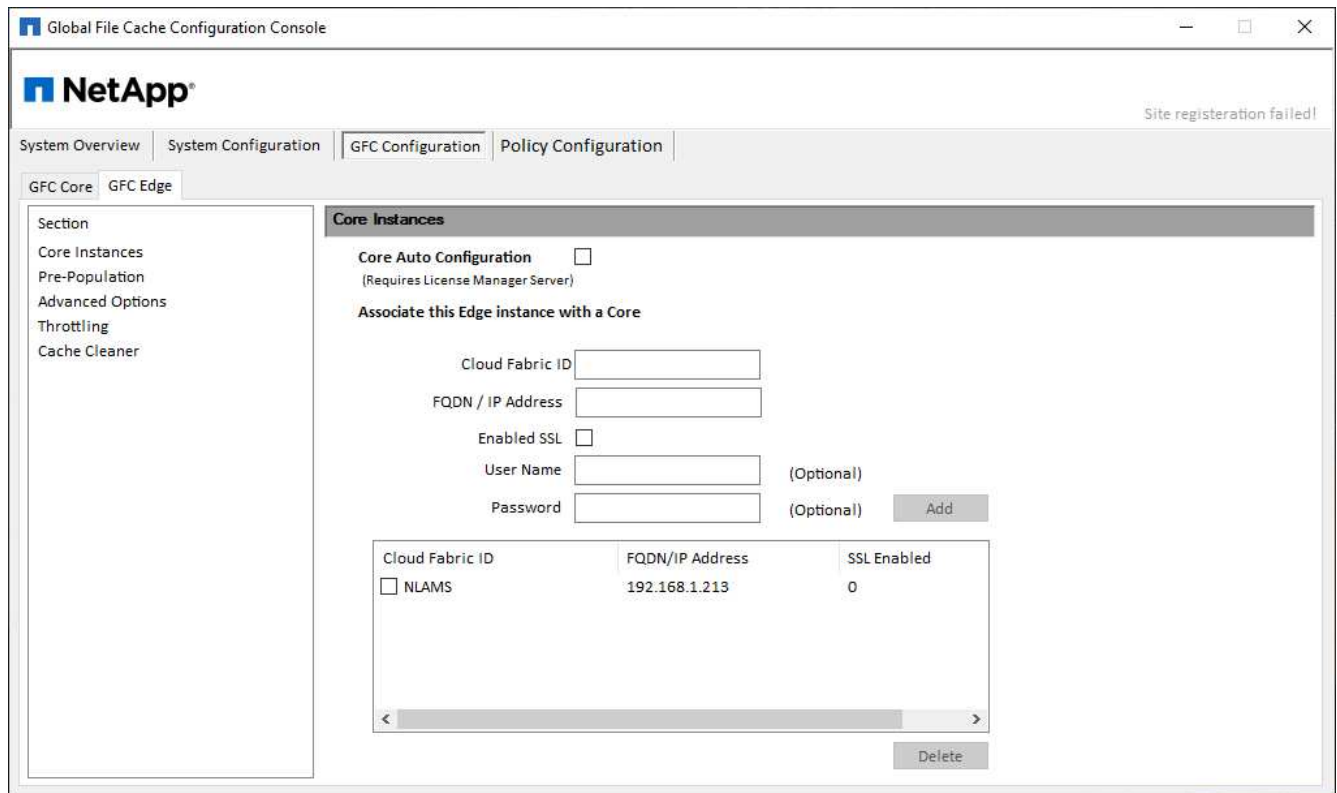 Global File Cache Configuration Console
NetApp®
Site registeration failed!
System Overview System Configuration GFC Configuration Policy Configuration
GFC Core GFC Edge
Section
Core Instances
Pre-Population
Advanced Options
Throttling
Cache Cleaner
Core Instances
Core Auto Configuration
(Requires License Manager Server)
Associate this Edge instance with a Core
Cloud Fabric ID
FQDN / IP Address
Enabled SSL
User Name (Optional)
Password (Optional) Add
Cloud Fabric ID FQDN/IP Address SSL Enabled
NLAMS 192.168.1.213 0
Delete